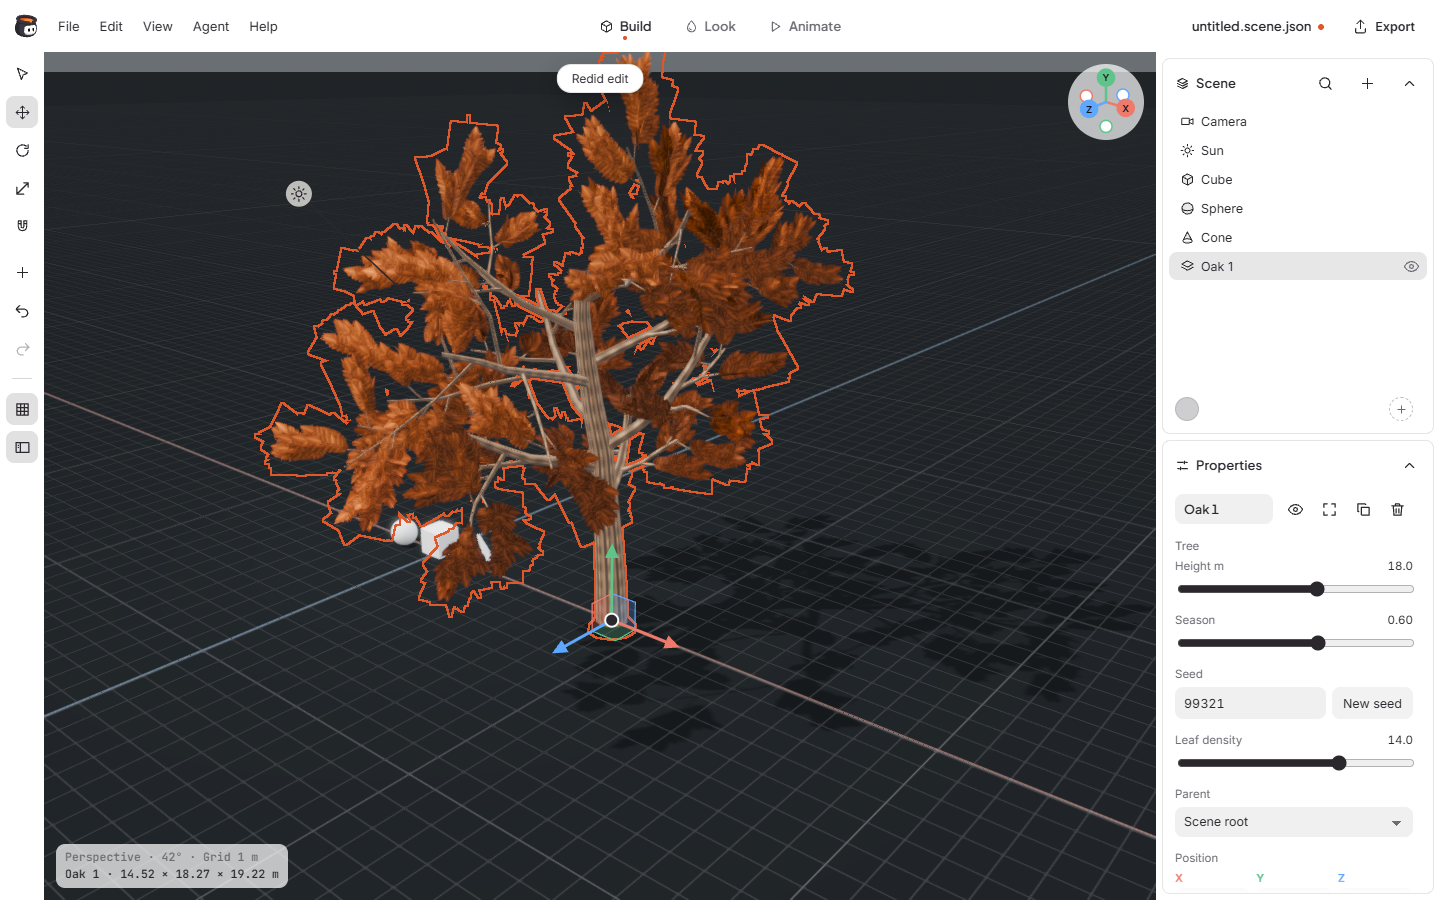 File Edit View Agent Help
Build Look Animate
untitled.scene.json Export
Redid edit
Y
Z X
Scene
Camera
Sun
Cube
Sphere
Cone
Oak 1
Properties
Oak 1
Tree
Height m 18.0
Season 0.60
Seed
99321 New seed
Leaf density 14.0
Parent
Scene root
Position
X Y Z
Perspective · 42° · Grid 1 m
Oak 1 · 14.52 × 18.27 × 19.22 m